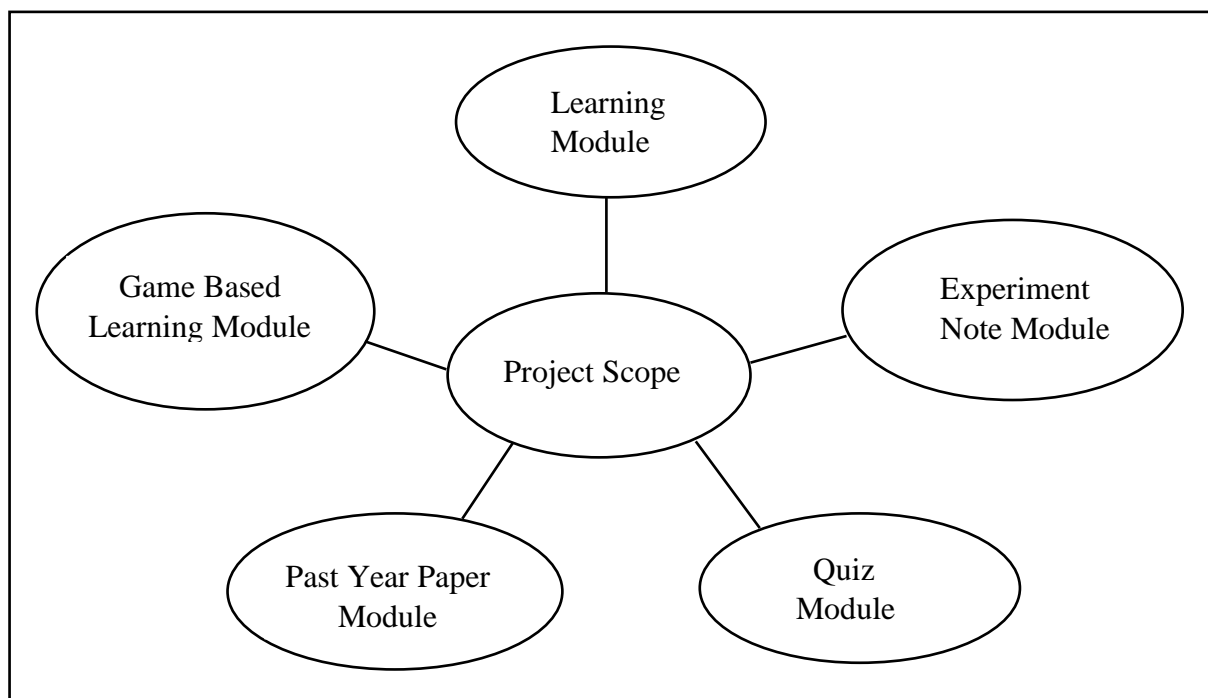 Learning
Module
Game Based
Learning Module
Experiment
Note Module
Project Scope
Past Year Paper
Module
Quiz
Module